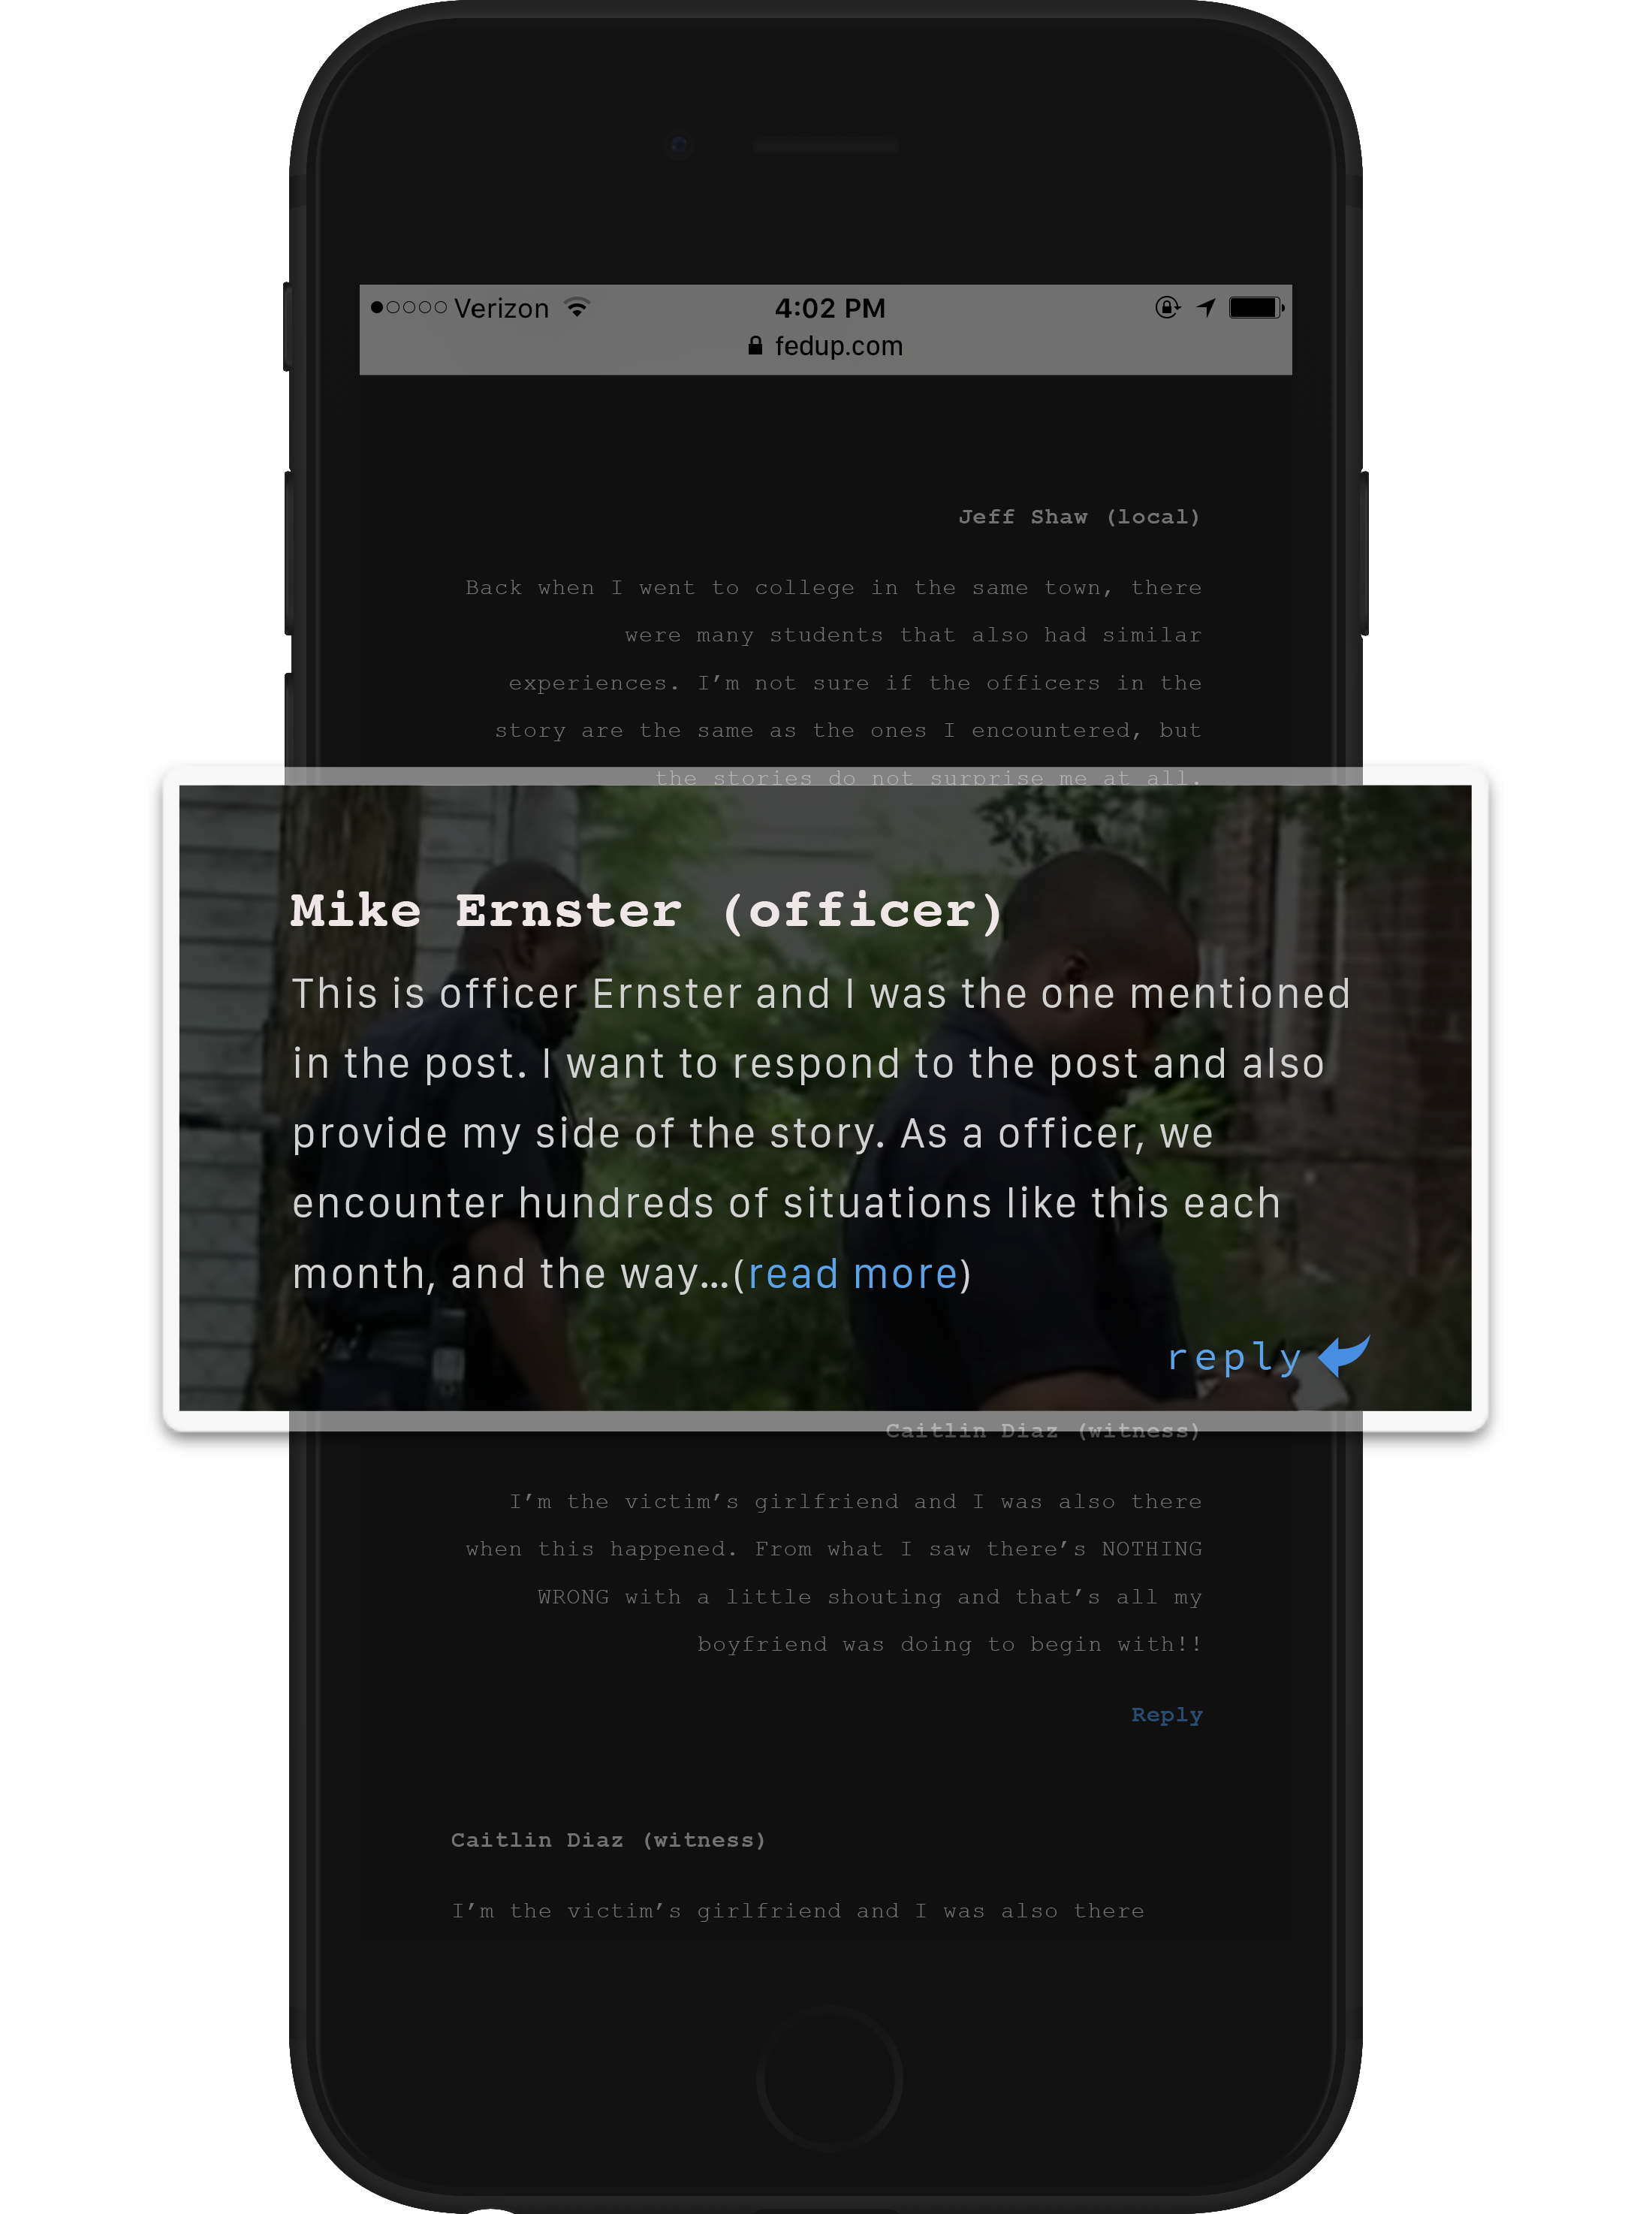 Verizon 4:02 PM
fedup.com
Jeff Shaw (local)
Back when I went to college in the same town, there
were many students that also had similar
experiences. I’m not sure if the officers in the
story are the same as the ones I encountered, but
the stories do not surprise me at all.
Mike Ernster (officer)
This is officer Ernster and I was the one mentioned
in the post. I want to respond to the post and also
provide my side of the story. As a officer, we
encounter hundreds of situations like this each
month, and the way…(read more)
reply
Caitlin Diaz (witness)
I’m the victim’s girlfriend and I was also there
when this happened. From what I saw there’s NOTHING
WRONG with a little shouting and that’s all my
boyfriend was doing to begin with!!
Reply
Caitlin Diaz (witness)
I’m the victim’s girlfriend and I was also there